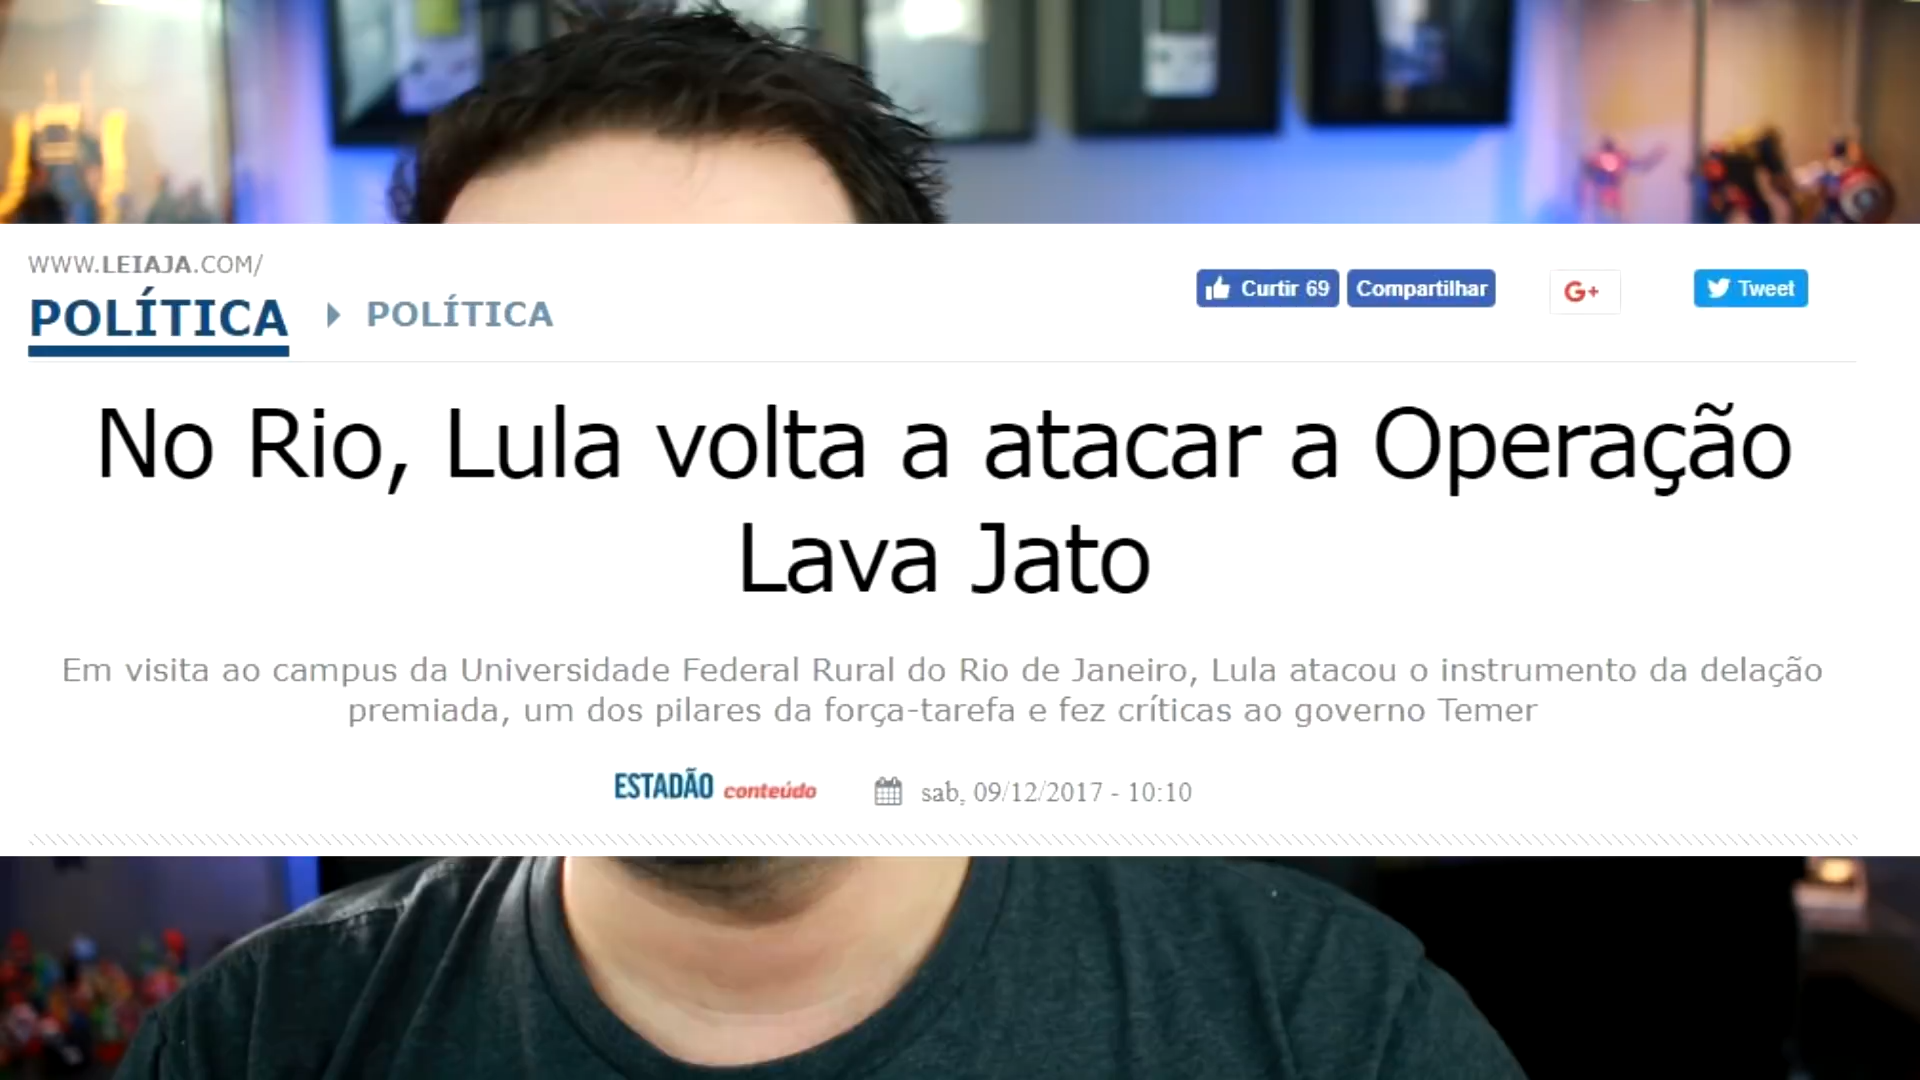 WWW.LEIAJA.COM/
POLÍTICA POLÍTICA
Curtir 69 Compartilhar G+ Tweet
No Rio, Lula volta a atacar a Operação
Lava Jato
Em visita ao campus da Universidade Federal Rural do Rio de Janeiro, Lula atacou o instrumento da delação
premiada, um dos pilares da força-tarefa e fez críticas ao governo Temer
ESTADÃO conteúdo sab, 09/12/2017 - 10:10